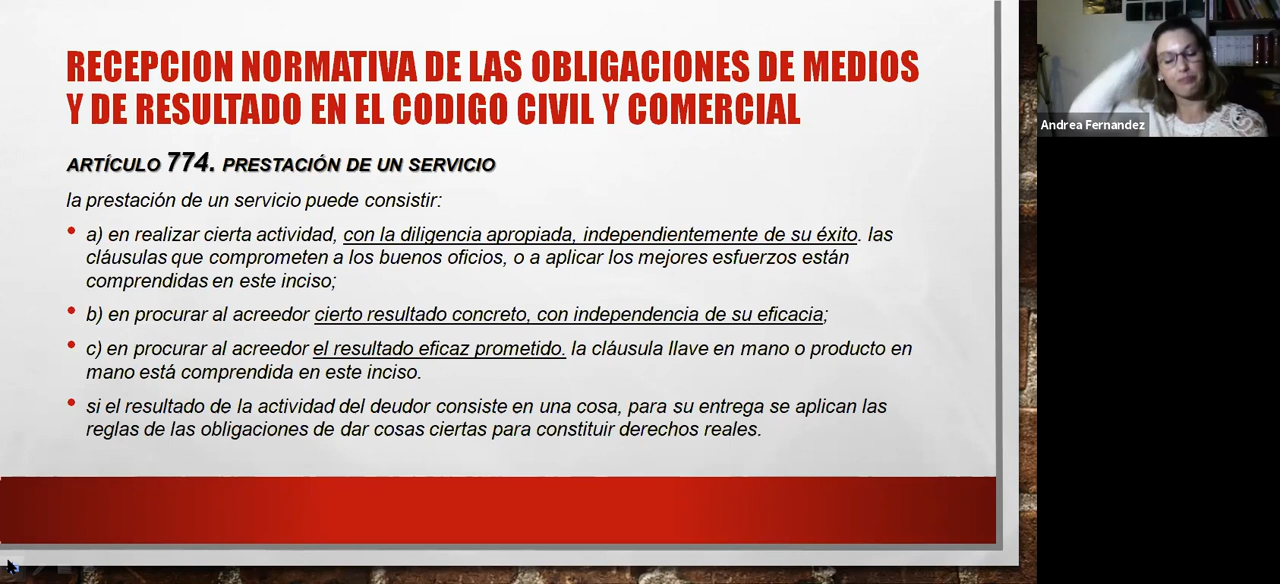 RECEPCION NORMATIVA DE LAS OBLIGACIONES DE MEDIOS
Y DE RESULTADO EN EL CODIGO CIVIL Y COMERCIAL
ARTÍCULO 774. PRESTACIÓN DE UN SERVICIO
la prestación de un servicio puede consistir:
• a) en realizar cierta actividad, con la diligencia apropiada, independientemente de su éxito. las
cláusulas que comprometen a los buenos oficios, o a aplicar los mejores esfuerzos están
comprendidas en este inciso;
• b) en procurar al acreedor cierto resultado concreto, con independencia de su eficacia;
• c) en procurar al acreedor el resultado eficaz prometido. la cláusula llave en mano o producto en
mano está comprendida en este inciso.
• si el resultado de la actividad del deudor consiste en una cosa, para su entrega se aplican las
reglas de las obligaciones de dar cosas ciertas para constituir derechos reales.
Andrea Fernandez